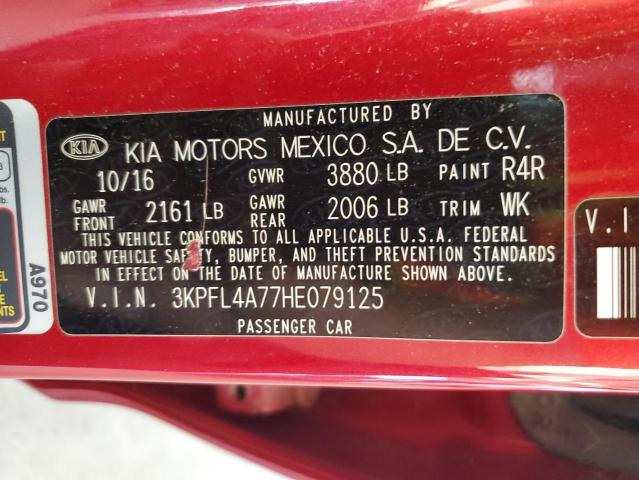 MANUFACTURED BY
KIA KIA MOTORS MEXICO S.A. DE C.V.
10/16 GVWR 3880 LB PAINT R4R
GAWR FRONT 2161 LB GAWR REAR 2006 LB TRIM WK
THIS VEHICLE CONFORMS TO ALL APPLICABLE U.S.A. FEDERAL
MOTOR VEHICLE SAFETY, BUMPER, AND THEFT PREVENTION STANDARDS
IN EFFECT ON THE DATE OF MANUFACTURE SHOWN ABOVE.
V.I.N. 3KPFL4A77HE079125
PASSENGER CAR
A970
V.I